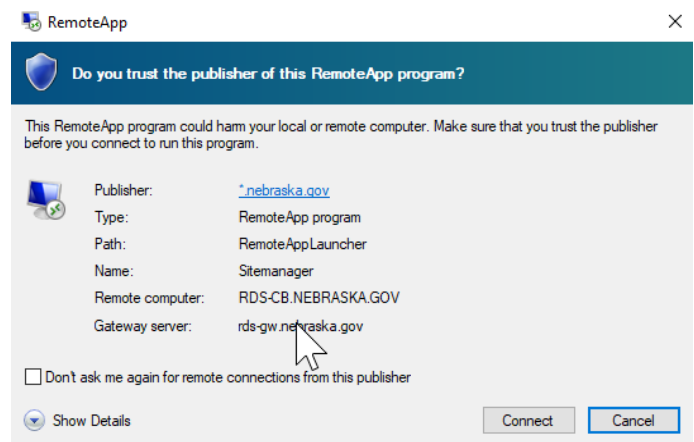 RemoteApp
Do you trust the publisher of this RemoteApp program?
This RemoteApp program could harm your local or remote computer. Make sure that you trust the publisher
before you connect to run this program.
Publisher: *.nebraska.gov
Type: RemoteApp program
Path: RemoteAppLauncher
Name: Sitemanager
Remote computer: RDS-CB.NEBRASKA.GOV
Gateway server: rds-gw.nebraska.gov
Don't ask me again for remote connections from this publisher
Show Details Connect Cancel